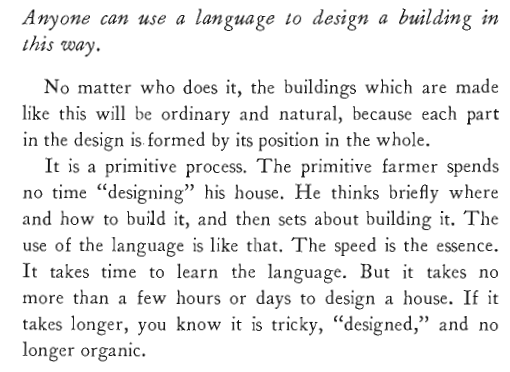 Anyone can use a language to design a building in
this way.
No matter who does it, the buildings which are made
like this will be ordinary and natural, because each part
in the design is formed by its position in the whole.
It is a primitive process. The primitive farmer spends
no time “designing” his house. He thinks briefly where
and how to build it, and then sets about building it. The
use of the language is like that. The speed is the essence.
It takes time to learn the language. But it takes no
more than a few hours or days to design a house. If it
takes longer, you know it is tricky, “designed,” and no
longer organic.